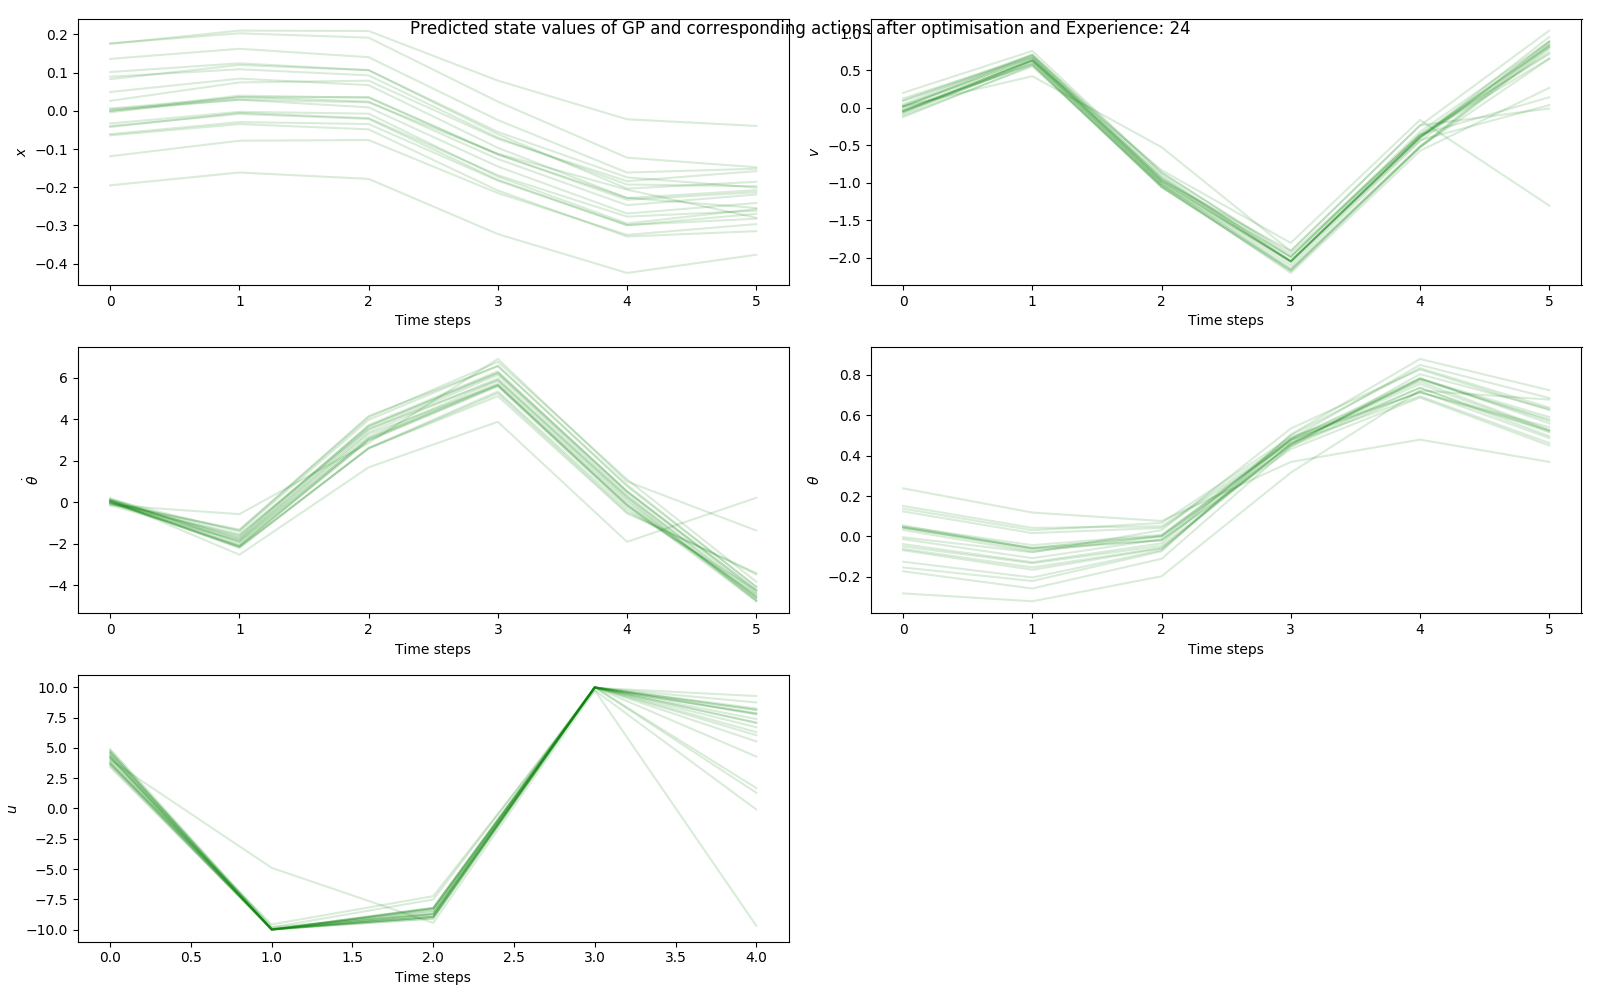 Predicted state values of GP and corresponding actions after optimisation and Experience: 24
0.2
0.1
0.0
−0.1
−0.2
−0.3
−0.4
x
0 1 2 3 4 5
Time steps
1.0
0.5
0.0
−0.5
−1.0
−1.5
−2.0
v
0 1 2 3 4 5
Time steps
6
4
2
0
−2
−4
θ̇
0 1 2 3 4 5
Time steps
0.8
0.6
0.4
0.2
0.0
−0.2
θ
0 1 2 3 4 5
Time steps
10.0
7.5
5.0
2.5
0.0
−2.5
−5.0
−7.5
−10.0
u
0.0 0.5 1.0 1.5 2.0 2.5 3.0 3.5 4.0
Time steps